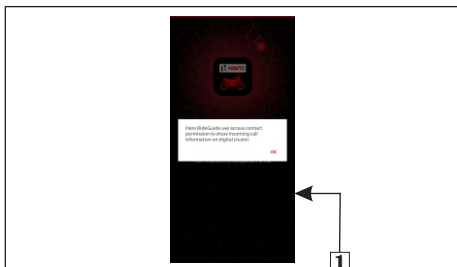 Hero
Hero RideGuide use access contact
permission to show incoming call
information on digital cluster.
OK
1